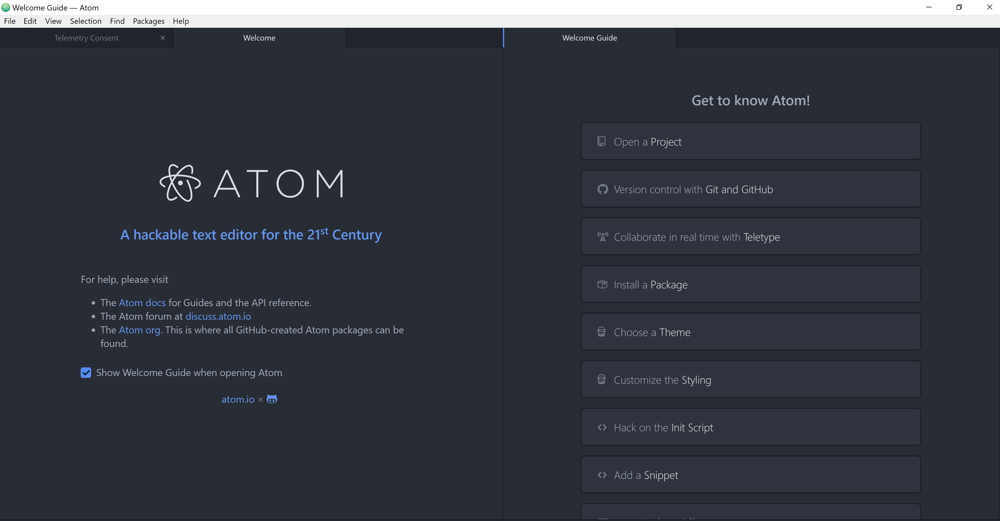 Welcome Guide — Atom
File Edit View Selection Find Packages Help
Telemetry Consent
Welcome
Welcome Guide
ATOM
A hackable text editor for the 21st Century
For help, please visit
The Atom docs for Guides and the API reference.
The Atom forum at discuss.atom.io
The Atom org. This is where all GitHub-created Atom packages can be
found.
Show Welcome Guide when opening Atom
atom.io ×
Get to know Atom!
Open a Project
Version control with Git and GitHub
Collaborate in real time with Teletype
Install a Package
Choose a Theme
Customize the Styling
Hack on the Init Script
Add a Snippet